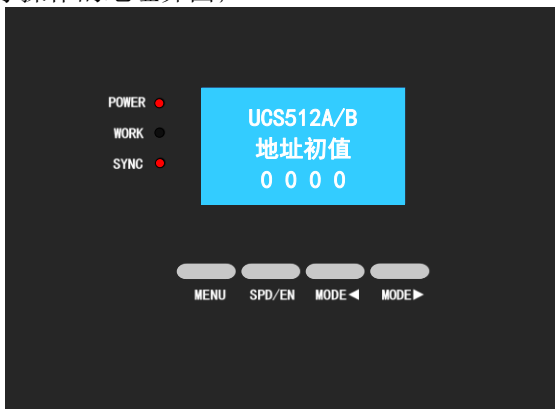 POWER
WORK
SYNC
UCS512A/B
地址初值
0 0 0 0
MENU SPD/EN MODE◀ MODE▶